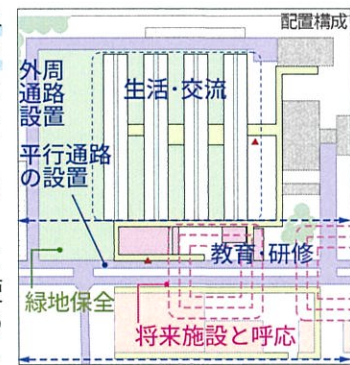 配置構成
外周
通路
設置
生活・交流
平行通路
の設置
教育・研修
緑地保全
将来施設と呼応